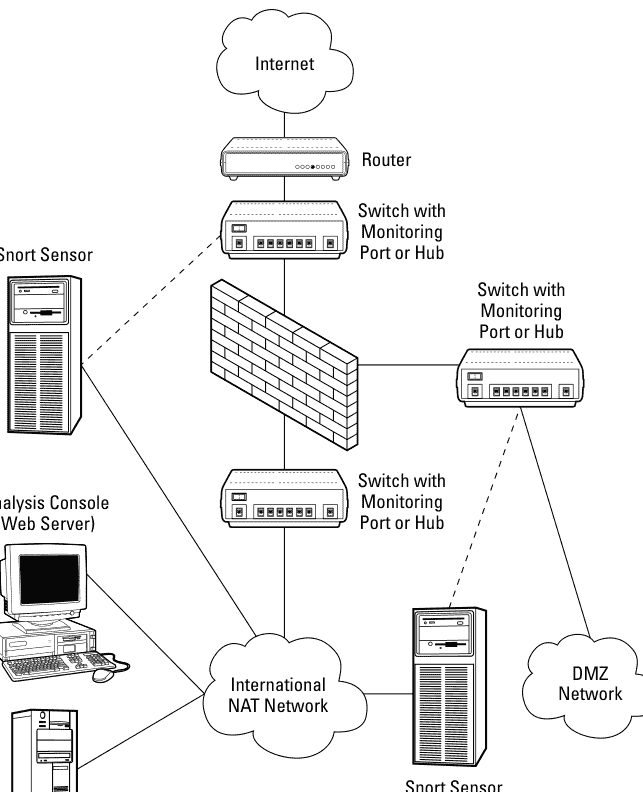 Internet
Router
Switch with
Monitoring
Port or Hub
Snort Sensor
Switch with
Monitoring
Port or Hub
Switch with
Monitoring
Port or Hub
nalysis Console
(Web Server)
International
NAT Network
DMZ
Network
Snort Sensor